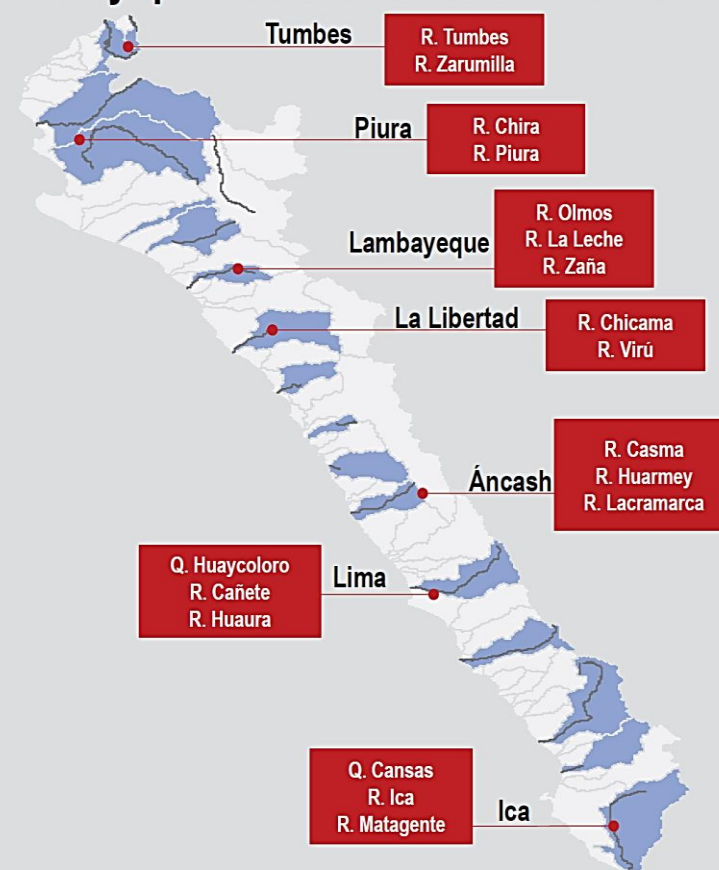 Tumbes
R. Tumbes
R. Zarumilla
Piura
R. Chira
R. Piura
Lambayeque
R. Olmos
R. La Leche
R. Zaña
La Libertad
R. Chicama
R. Virú
Áncash
R. Casma
R. Huarmey
R. Lacramarca
Lima
Q. Huaycoloro
R. Cañete
R. Huaura
Ica
Q. Cansas
R. Ica
R. Matagente